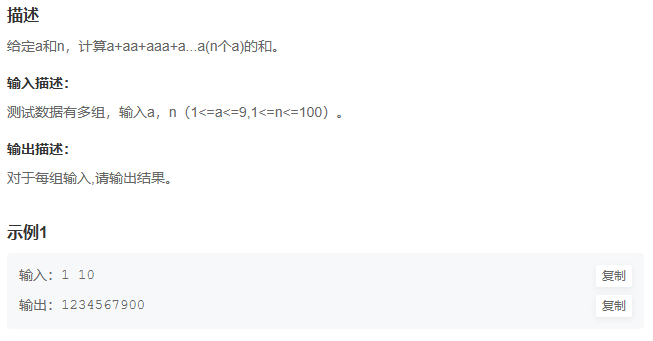 描述
给定a和n，计算a+aa+aaa+a...a(n个a)的和。
输入描述：
测试数据有多组，输入a，n（1<=a<=9,1<=n<=100）。
输出描述：
对于每组输入,请输出结果。
示例1
输入：1 10 复制
输出：1234567900 复制